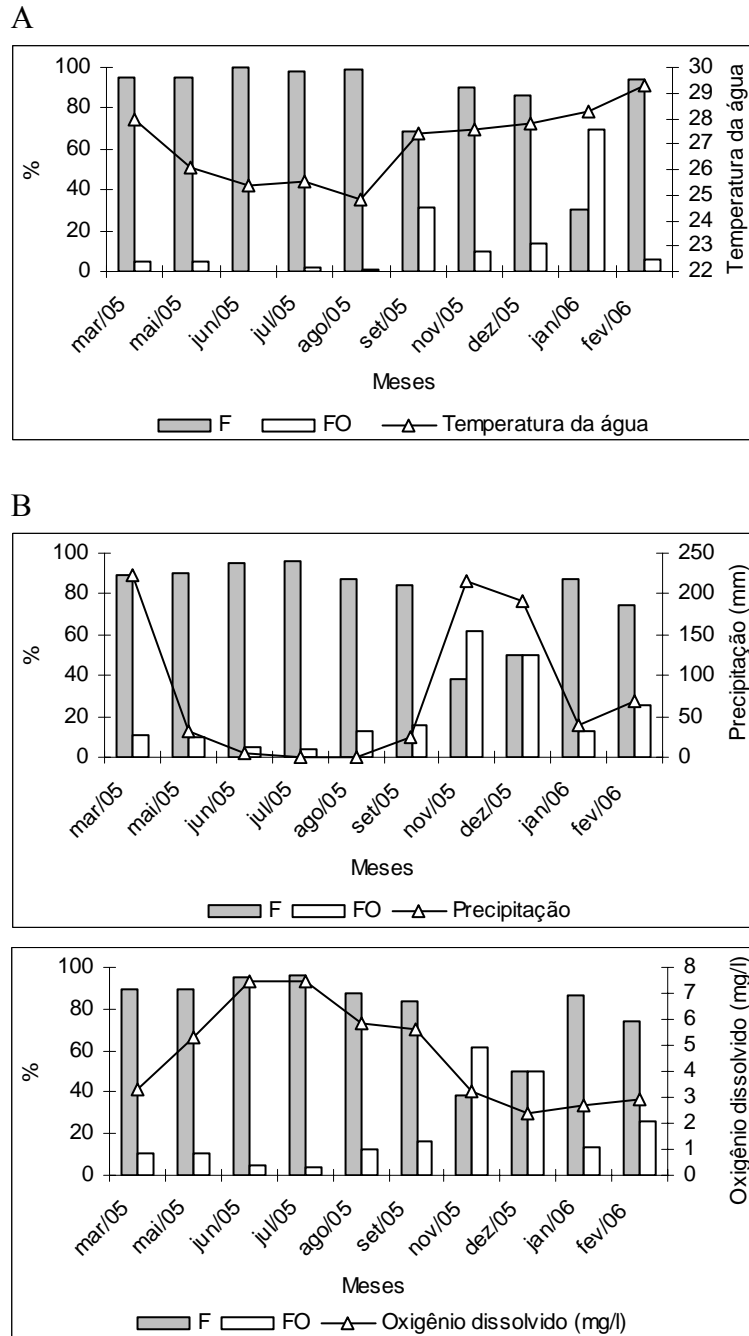 A
100
80
60
40
20
0
%
30
29
28
27
26
25
24
23
22
Temperatura da água
mar/05
mai/05
jun/05
jul/05
ago/05
set/05
nov/05
dez/05
jan/06
fev/06
Meses
F FO Temperatura da água
B
100
80
60
40
20
0
%
250
200
150
100
50
0
Precipitação (mm)
mar/05
mai/05
jun/05
jul/05
ago/05
set/05
nov/05
dez/05
jan/06
fev/06
Meses
F FO Precipitação
100
80
60
40
20
0
%
8
7
6
5
4
3
2
1
0
Oxigênio dissolvido (mg/l)
mar/05
mai/05
jun/05
jul/05
ago/05
set/05
nov/05
dez/05
jan/06
fev/06
Meses
F FO Oxigênio dissolvido (mg/l)